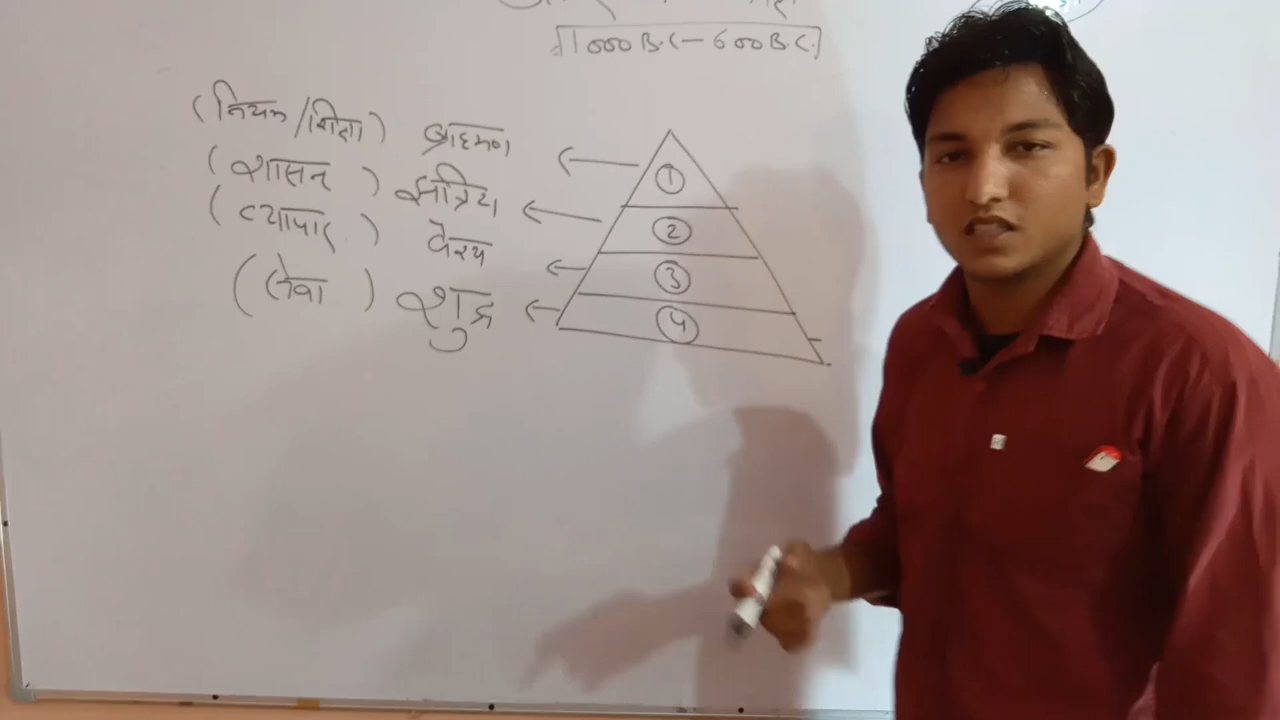 1000 B.C – 600 B.C.
(नियम/शिक्षा) ब्राह्मण
(शासन) क्षत्रिय
(व्यापार) वैश्य
(सेवा) शुद्र
1
2
3
4